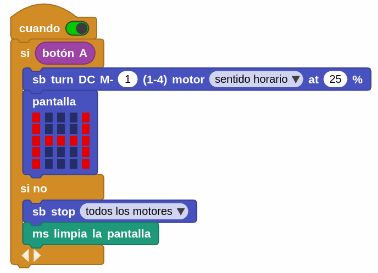 cuando
si botón A
sb turn DC M- 1 (1-4) motor sentido horario at 25 %
pantalla
si no
sb stop todos los motores
ms limpia la pantalla